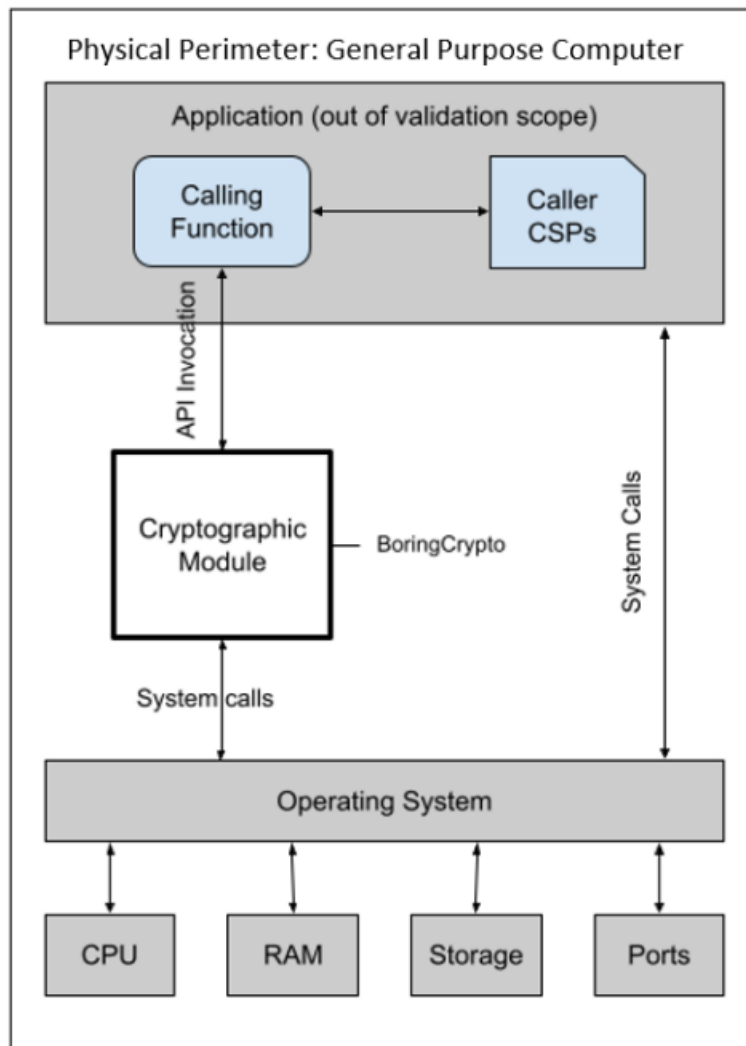 Physical Perimeter: General Purpose Computer
Application (out of validation scope)
Calling
Function
Caller
CSPs
API Invocation
Cryptographic
Module
BoringCrypto
System Calls
System calls
Operating System
CPU
RAM
Storage
Ports